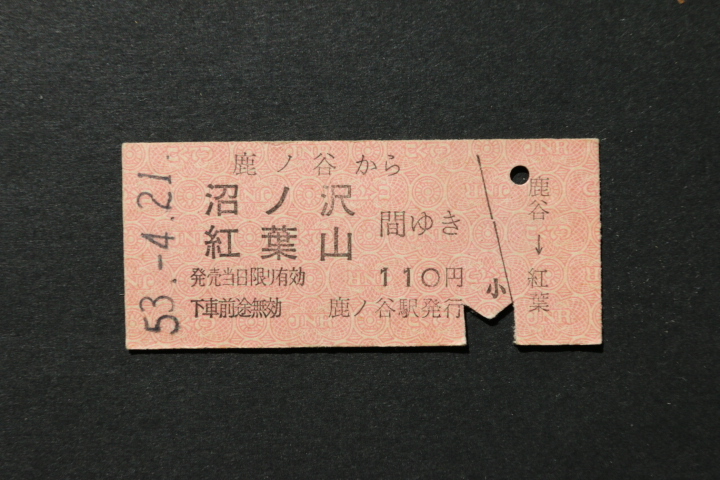 53.-4.21.
鹿ノ谷から
沼ノ沢
紅葉山
間ゆき
発売当日限り有効
110円
下車前途無効
鹿ノ谷駅発行
小
鹿谷→紅葉